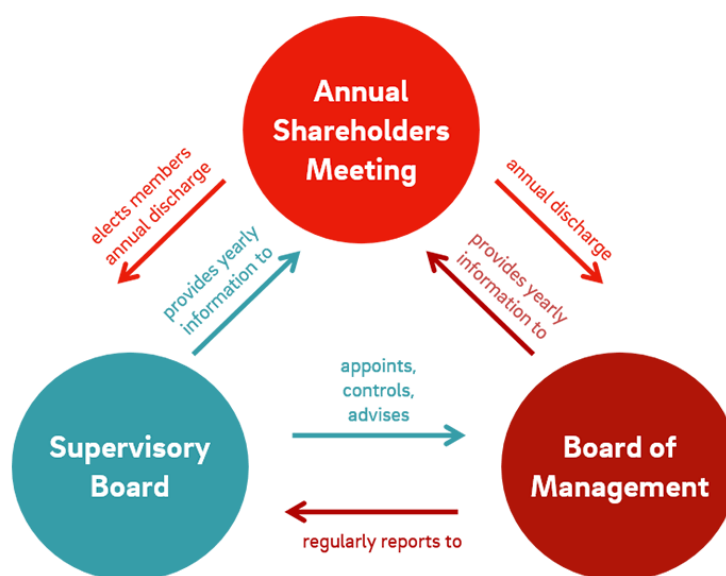 Annual
Shareholders
Meeting
elects members
annual discharge
annual discharge
provides yearly
information to
provides yearly
information to
appoints,
controls,
advises
Supervisory
Board
Board of
Management
regularly reports to